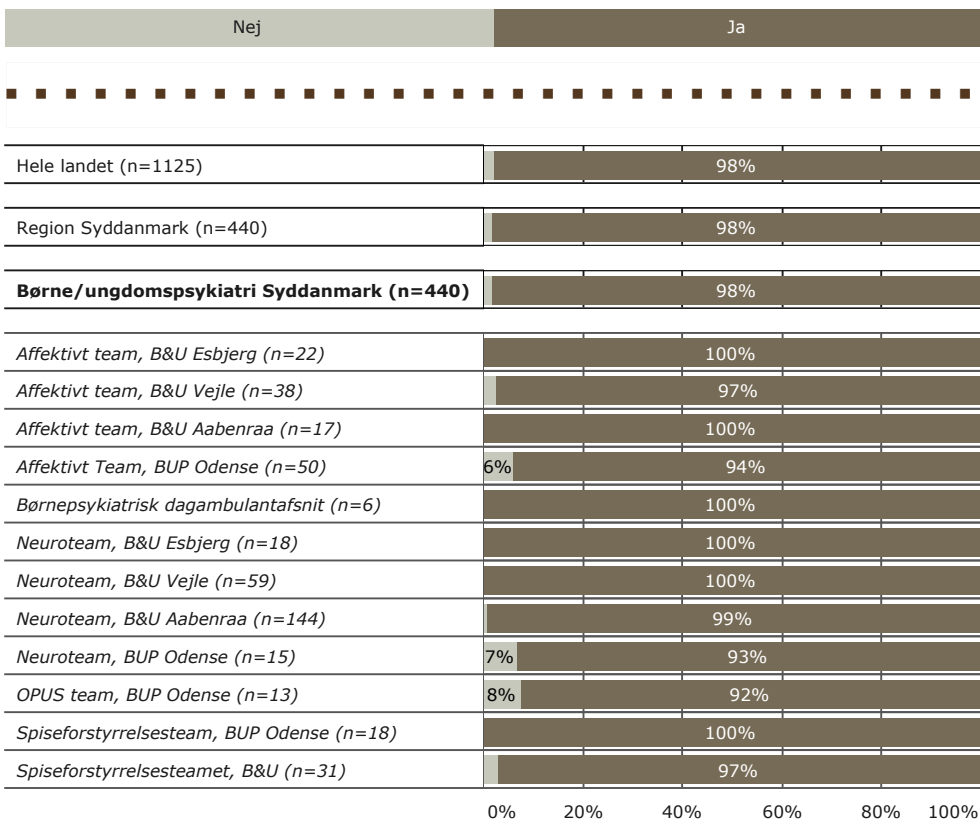 Nej Ja
Hele landet (n=1125) 98%
Region Syddanmark (n=440) 98%
Børne/ungdomspsykiatri Syddanmark (n=440) 98%
Affektivt team, B&U Esbjerg (n=22) 100%
Affektivt team, B&U Vejle (n=38) 97%
Affektivt team, B&U Aabenraa (n=17) 100%
Affektivt Team, BUP Odense (n=50) 6% 94%
Børnepsykiatrisk dagambulantafsnit (n=6) 100%
Neuroteam, B&U Esbjerg (n=18) 100%
Neuroteam, B&U Vejle (n=59) 100%
Neuroteam, B&U Aabenraa (n=144) 99%
Neuroteam, BUP Odense (n=15) 7% 93%
OPUS team, BUP Odense (n=13) 8% 92%
Spiseforstyrrelsesteam, BUP Odense (n=18) 100%
Spiseforstyrrelsesteamet, B&U (n=31) 97%
0% 20% 40% 60% 80% 100%